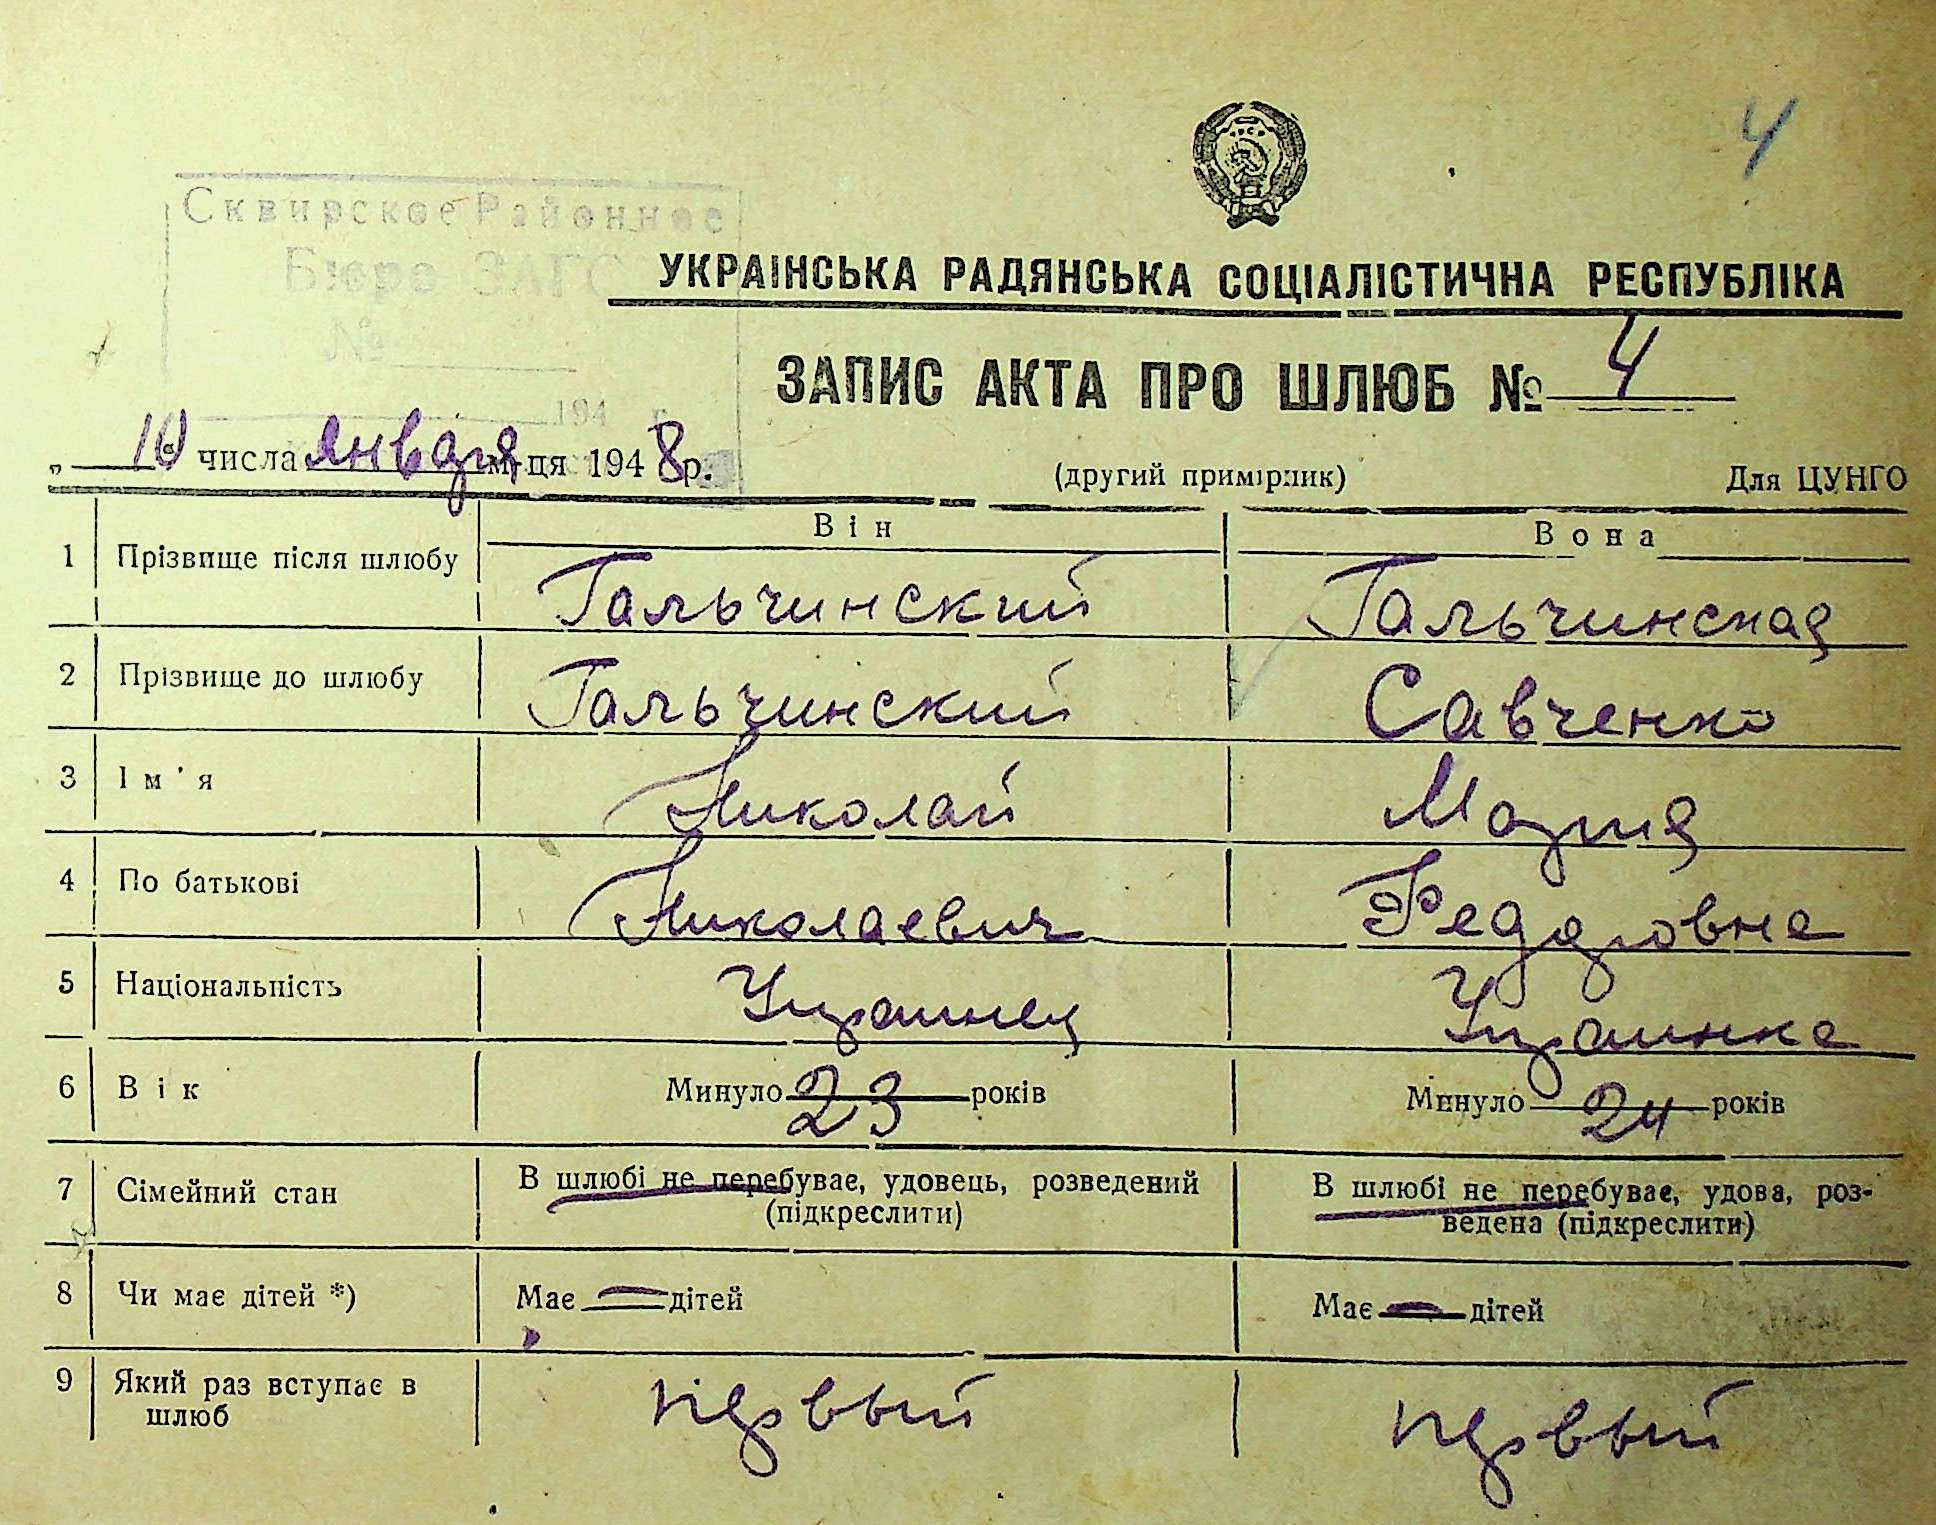 4
Сквирское Районное
Бюро ЗАГС
№
194 г.
УКРАІНСЬКА РАДЯНСЬКА СОЦІАЛІСТИЧНА РЕСПУБЛІКА
ЗАПИС АКТА ПРО ШЛЮБ № 4
„ 10 " числа января м-ця 1948 р.
(другий примірник) Для ЦУНГО
Він Вона
1 Прізвище після шлюбу Гальчинский Гальчинская
2 Прізвище до шлюбу Гальчинский Савченко
3 Ім'я Николай Мария
4 По батькові Николаевич Федоровна
5 Національність Украинец Украинка
6 Вік Минуло 23 років Минуло 24 років
7 Сімейний стан В шлюбі не перебуває, удовець, розведений В шлюбі не перебуває, удова, роз-
(підкреслити) ведена (підкреслити)
8 Чи має дітей *) Має — дітей Має — дітей
9 Який раз вступає в первый первый
шлюб